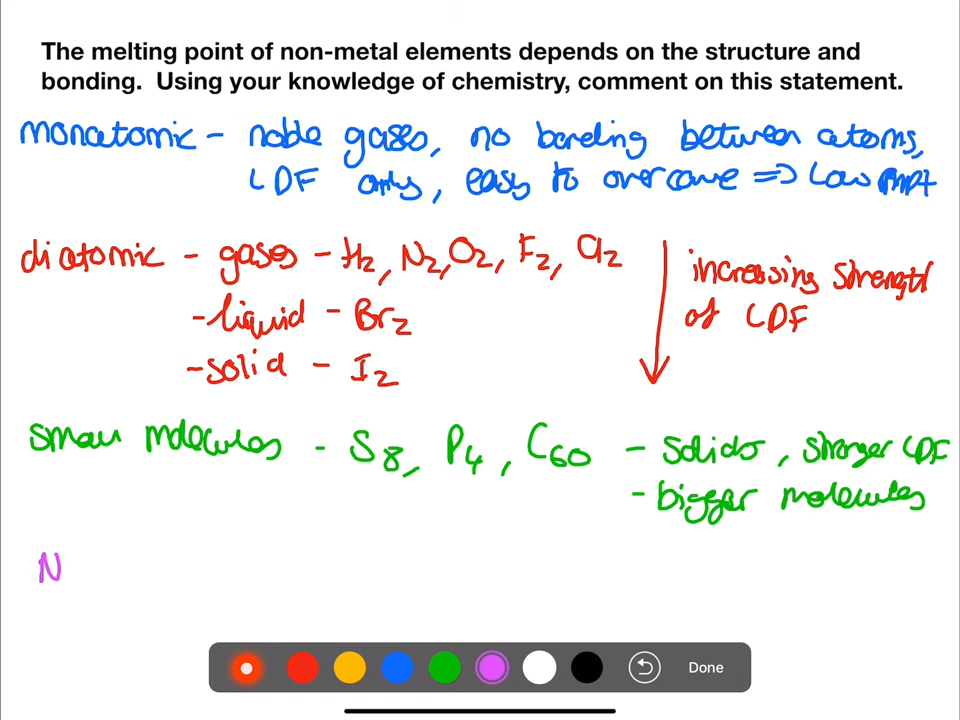 The melting point of non-metal elements depends on the structure and
bonding. Using your knowledge of chemistry, comment on this statement.
monatomic - noble gases, no bonding between atoms,
LDF only, easy to overcome => Low mpt
diatomic - gases - H2, N2, O2, F2, Cl2
increasing strength
of LDF
- liquid - Br2
- solid - I2
small molecules - S8, P4, C60 - solids, stronger LDF
- bigger molecules
N
Done